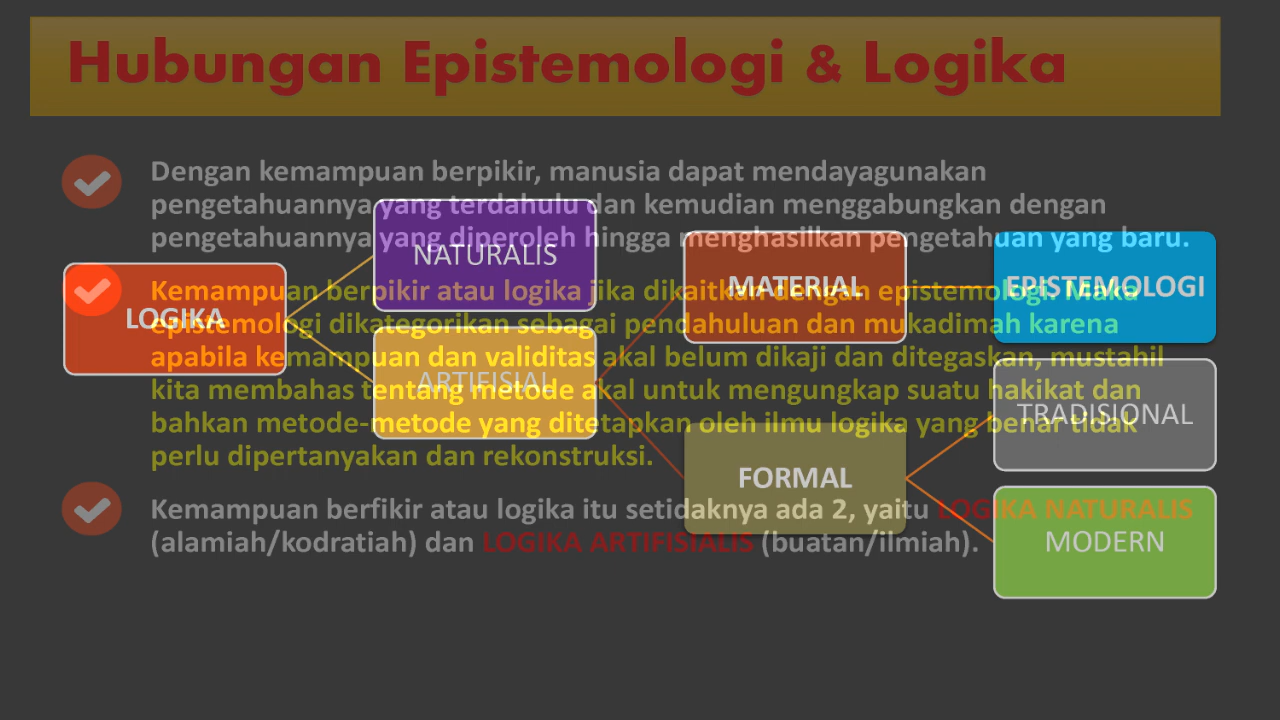 Hubungan Epistemologi & Logika
Dengan kemampuan berpikir, manusia dapat mendayagunakan
pengetahuannya yang terdahulu dan kemudian menggabungkan dengan
pengetahuannya yang diperoleh hingga menghasilkan pengetahuan yang baru.
Kemampuan berpikir atau logika jika dikaitkan dengan epistemologi. Maka
epistemologi dikategorikan sebagai pendahuluan dan mukadimah karena
apabila kemampuan dan validitas akal belum dikaji dan ditegaskan, mustahil
kita membahas tentang metode akal untuk mengungkap suatu hakikat dan
bahkan metode-metode yang ditetapkan oleh ilmu logika yang benar tidak
perlu dipertanyakan dan rekonstruksi.
Kemampuan berfikir atau logika itu setidaknya ada 2, yaitu LOGIKA NATURALIS
(alamiah/kodratiah) dan LOGIKA ARTIFISIALIS (buatan/ilmiah).
LOGIKA
NATURALIS
ARTIFISIAL
MATERIAL
FORMAL
EPISTEMOLOGI
TRADISIONAL
MODERN